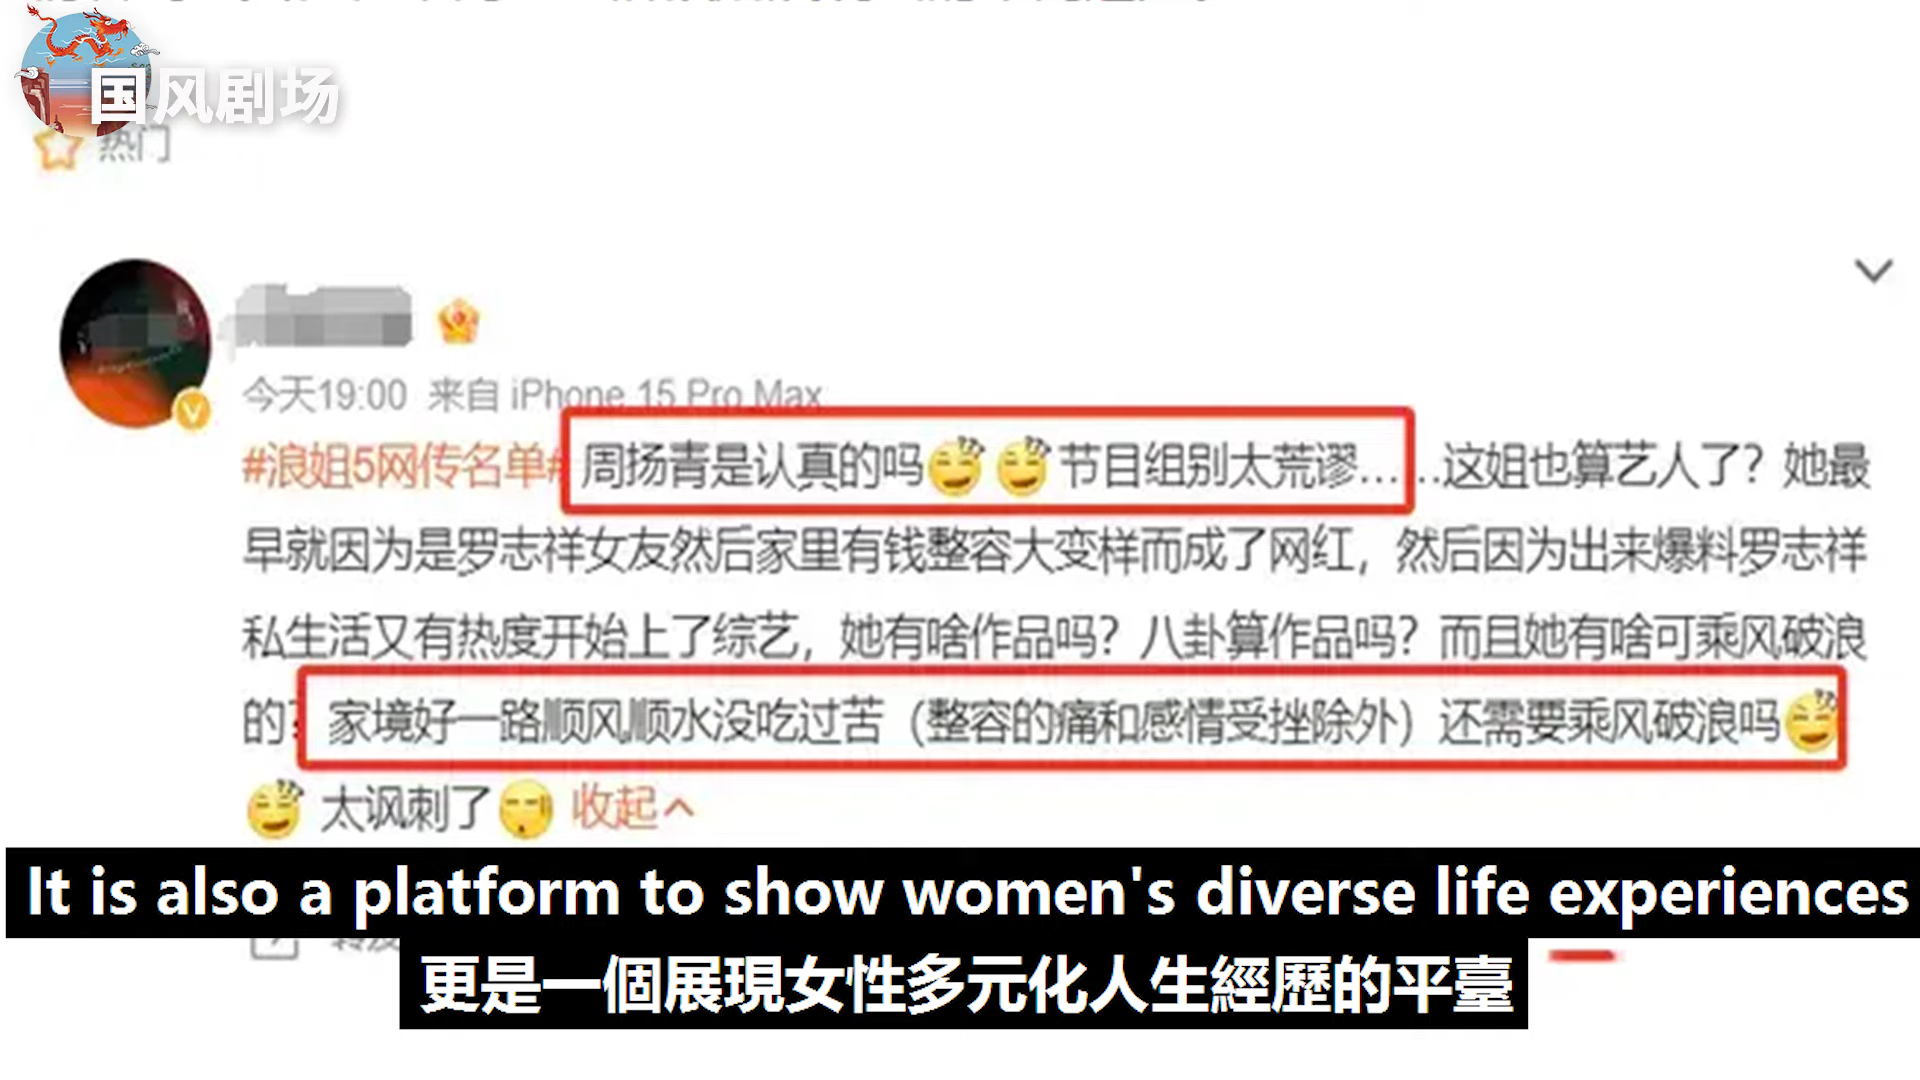 国风剧场
热门
今天19:00 来自 iPhone 15 Pro Max
#浪姐5网传名单# 周扬青是认真的吗 节目组别太荒谬……这姐也算艺人了？她最
早就因为是罗志祥女友然后家里有钱整容大变样而成了网红，然后因为出来爆料罗志祥
私生活又有热度开始上了综艺，她有啥作品吗？八卦算作品吗？而且她有啥可乘风破浪
的？家境好一路顺风顺水没吃过苦（整容的痛和感情受挫除外）还需要乘风破浪吗
太讽刺了 收起
It is also a platform to show women's diverse life experiences
更是一個展現女性多元化人生經歷的平臺